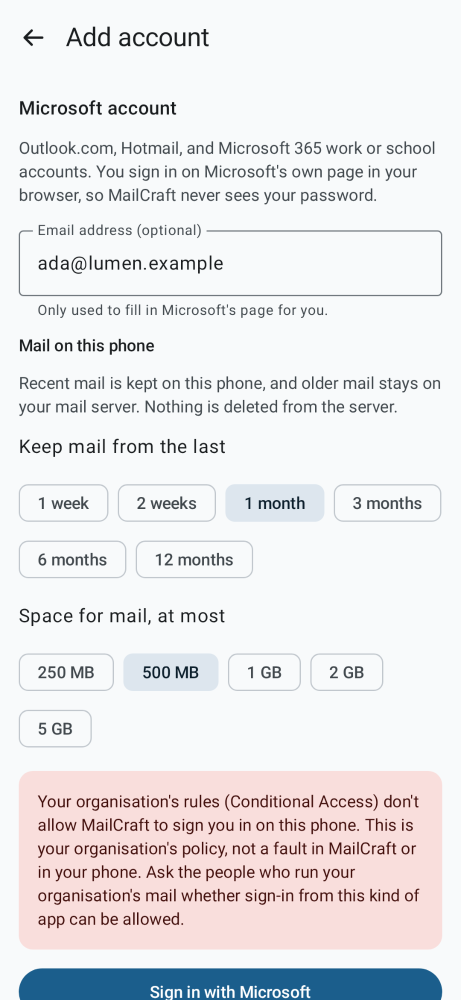 Add account
Microsoft account
Outlook.com, Hotmail, and Microsoft 365 work or school
accounts. You sign in on Microsoft's own page in your
browser, so MailCraft never sees your password.
Email address (optional)
ada@lumen.example
Only used to fill in Microsoft's page for you.
Mail on this phone
Recent mail is kept on this phone, and older mail stays on
your mail server. Nothing is deleted from the server.
Keep mail from the last
1 week 2 weeks 1 month 3 months
6 months 12 months
Space for mail, at most
250 MB 500 MB 1 GB 2 GB
5 GB
Your organisation's rules (Conditional Access) don't
allow MailCraft to sign you in on this phone. This is
your organisation's policy, not a fault in MailCraft or
in your phone. Ask the people who run your
organisation's mail whether sign-in from this kind of
app can be allowed.
Sign in with Microsoft